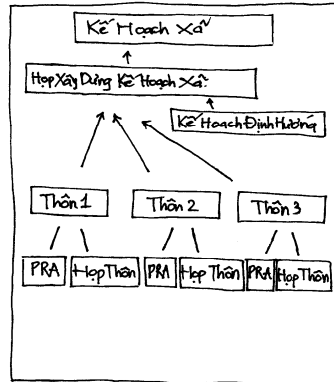 Kế Hoạch Xã
Họp Xây Dựng Kế Hoạch Xã.
Kế Hoạch Định Hướng
Thôn 1 Thôn 2 Thôn 3
PRA Họp Thôn PRA Họp Thôn PRA Họp Thôn